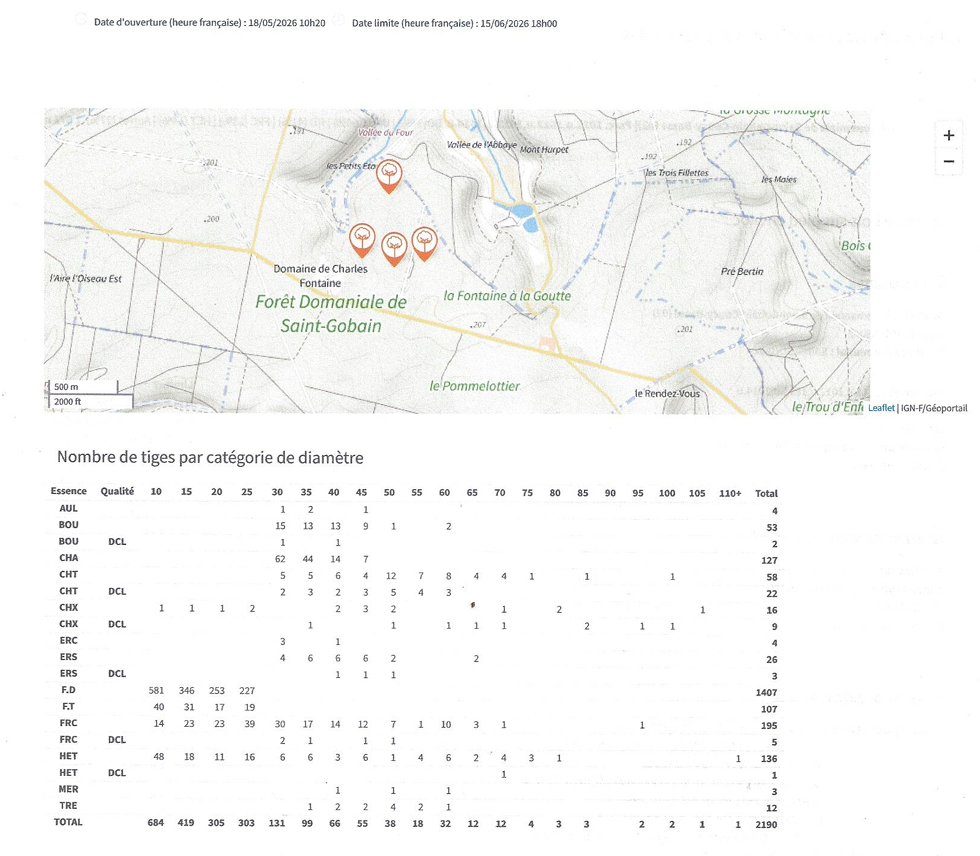 Date d'ouverture (heure française) : 18/05/2026 10h20 Date limite (heure française) : 15/06/2026 18h00
la Grosse Montagne
.191
Vallée du Four
Vallée de l'Abbaye
Mont Hurpet
.192
.192
.201
les Petits Eta
les Trois Fillettes
les Maies
.200
Bois
l'Aire l'Oiseau Est
Domaine de Charles
Fontaine
Pré Bertin
Forêt Domaniale de
Saint-Gobain
la Fontaine à la Goutte
.207
.201
le Pommelottier
le Rendez-Vous
500 m
2000 ft
le Trou d'Enf
Leaflet | IGN-F/Géoportail
+
−
Nombre de tiges par catégorie de diamètre
Essence Qualité 10 15 20 25 30 35 40 45 50 55 60 65 70 75 80 85 90 95 100 105 110+ Total
AUL 1 2 1 4
BOU 15 13 13 9 1 2 53
BOU DCL 1 1 2
CHA 62 44 14 7 127
CHT 5 5 6 4 12 7 8 4 4 1 1 1 58
CHT DCL 2 3 2 3 5 4 3 22
CHX 1 1 1 2 2 3 2 1 2 1 16
CHX DCL 1 1 1 1 1 2 1 1 9
ERC 3 1 4
ERS 4 6 6 6 2 2 26
ERS DCL 1 1 1 3
F.D 581 346 253 227 1407
F.T 40 31 17 19 107
FRC 14 23 23 39 30 17 14 12 7 1 10 3 1 1 195
FRC DCL 2 1 1 1 5
HET 48 18 11 16 6 6 3 6 1 4 6 2 4 3 1 1 136
HET DCL 1 1
MER 1 1 1 3
TRE 1 2 2 4 2 1 12
TOTAL 684 419 305 303 131 99 66 55 38 18 32 12 12 4 3 3 2 2 1 1 2190